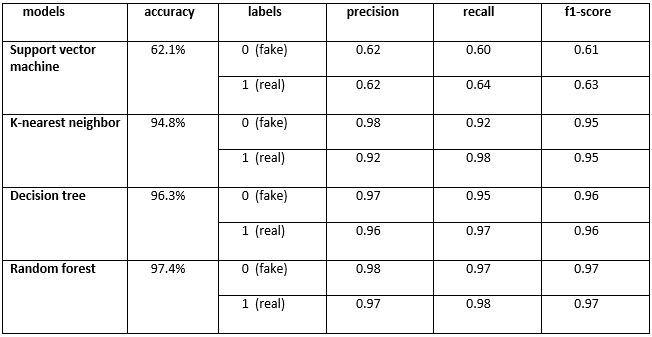 models accuracy labels precision recall f1-score
Support vector machine 62.1% 0 (fake) 0.62 0.60 0.61
1 (real) 0.62 0.64 0.63
K-nearest neighbor 94.8% 0 (fake) 0.98 0.92 0.95
1 (real) 0.92 0.98 0.95
Decision tree 96.3% 0 (fake) 0.97 0.95 0.96
1 (real) 0.96 0.97 0.96
Random forest 97.4% 0 (fake) 0.98 0.97 0.97
1 (real) 0.97 0.98 0.97